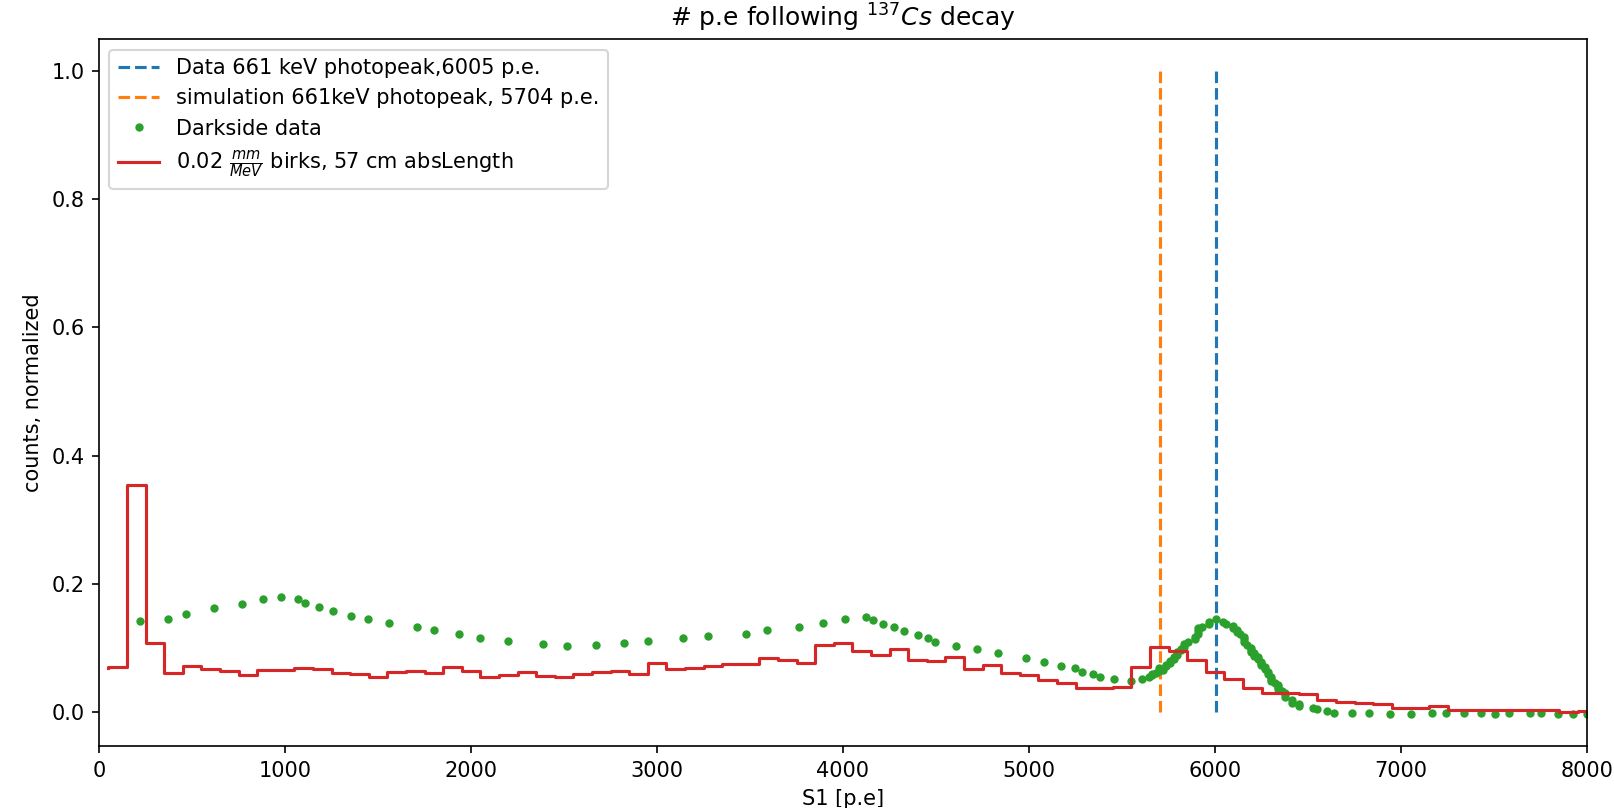 # p.e following ¹³⁷Cs decay
Data 661 keV photopeak,6005 p.e.
simulation 661keV photopeak, 5704 p.e.
Darkside data
0.02 mm/MeV birks, 57 cm absLength
counts, normalized
1.0
0.8
0.6
0.4
0.2
0.0
0 1000 2000 3000 4000 5000 6000 7000 8000
S1 [p.e]